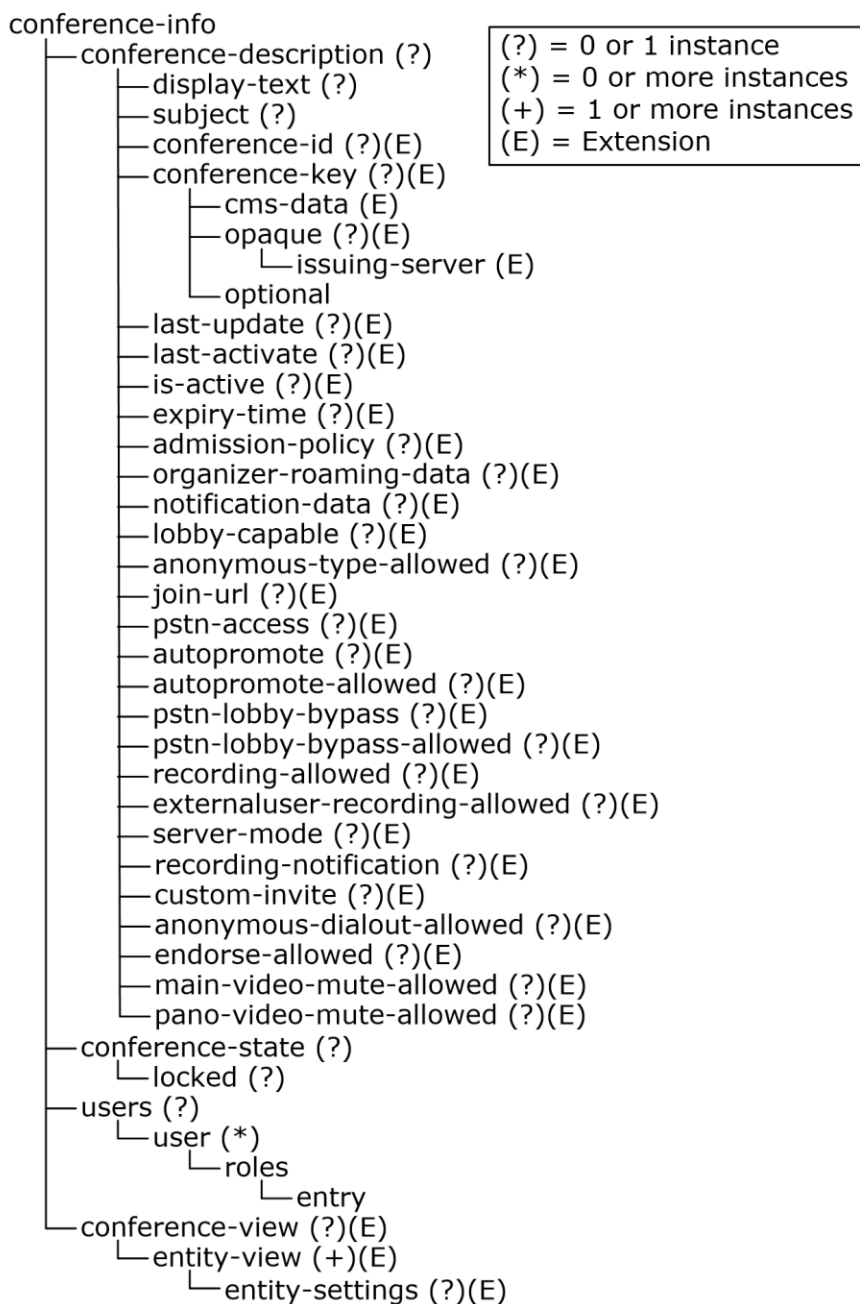 conference-info
conference-description (?)
display-text (?)
subject (?)
conference-id (?)(E)
conference-key (?)(E)
cms-data (E)
opaque (?)(E)
issuing-server (E)
optional
last-update (?)(E)
last-activate (?)(E)
is-active (?)(E)
expiry-time (?)(E)
admission-policy (?)(E)
organizer-roaming-data (?)(E)
notification-data (?)(E)
lobby-capable (?)(E)
anonymous-type-allowed (?)(E)
join-url (?)(E)
pstn-access (?)(E)
autopromote (?)(E)
autopromote-allowed (?)(E)
pstn-lobby-bypass (?)(E)
pstn-lobby-bypass-allowed (?)(E)
recording-allowed (?)(E)
externaluser-recording-allowed (?)(E)
server-mode (?)(E)
recording-notification (?)(E)
custom-invite (?)(E)
anonymous-dialout-allowed (?)(E)
endorse-allowed (?)(E)
main-video-mute-allowed (?)(E)
pano-video-mute-allowed (?)(E)
conference-state (?)
locked (?)
users (?)
user (*)
roles
entry
conference-view (?)(E)
entity-view (+)(E)
entity-settings (?)(E)
(?) = 0 or 1 instance
(*) = 0 or more instances
(+) = 1 or more instances
(E) = Extension